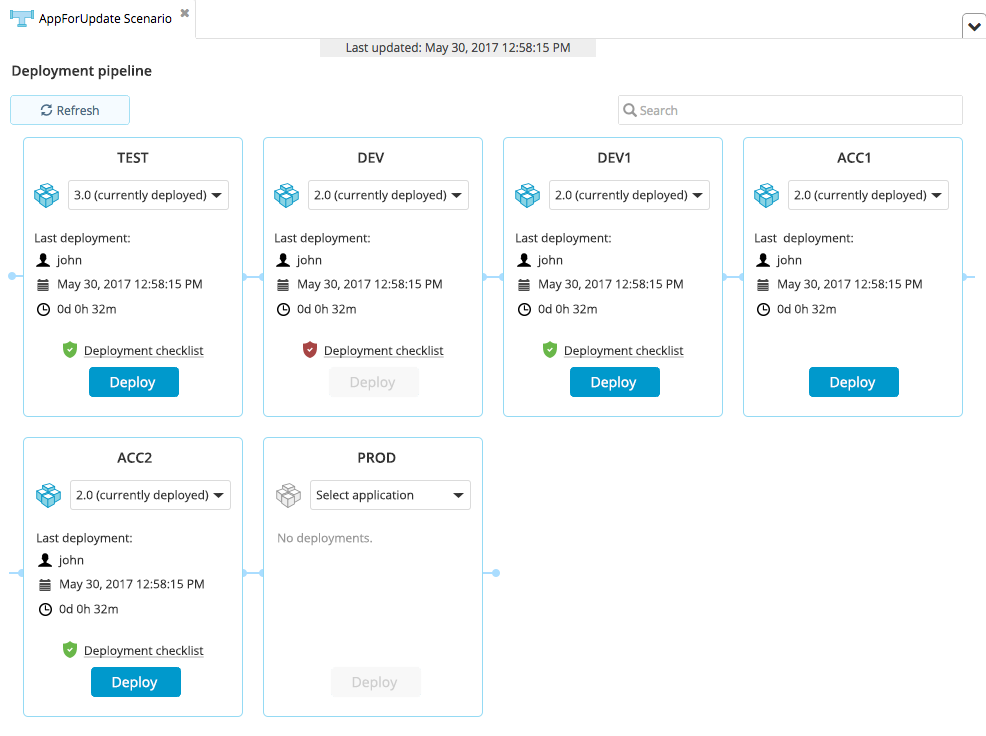 AppForUpdate Scenario
Last updated: May 30, 2017 12:58:15 PM
Deployment pipeline
Refresh
Search
TEST
3.0 (currently deployed)
Last deployment:
john
May 30, 2017 12:58:15 PM
0d 0h 32m
Deployment checklist
Deploy
DEV
2.0 (currently deployed)
Last deployment:
john
May 30, 2017 12:58:15 PM
0d 0h 32m
Deployment checklist
Deploy
DEV1
2.0 (currently deployed)
Last deployment:
john
May 30, 2017 12:58:15 PM
0d 0h 32m
Deployment checklist
Deploy
ACC1
2.0 (currently deployed)
Last deployment:
john
May 30, 2017 12:58:15 PM
0d 0h 32m
Deploy
ACC2
2.0 (currently deployed)
Last deployment:
john
May 30, 2017 12:58:15 PM
0d 0h 32m
Deployment checklist
Deploy
PROD
Select application
No deployments.
Deploy